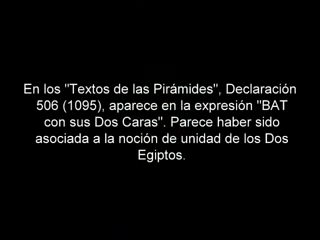 En los "Textos de las Pirámides", Declaración
506 (1095), aparece en la expresión "BAT
con sus Dos Caras". Parece haber sido
asociada a la noción de unidad de los Dos
Egiptos.